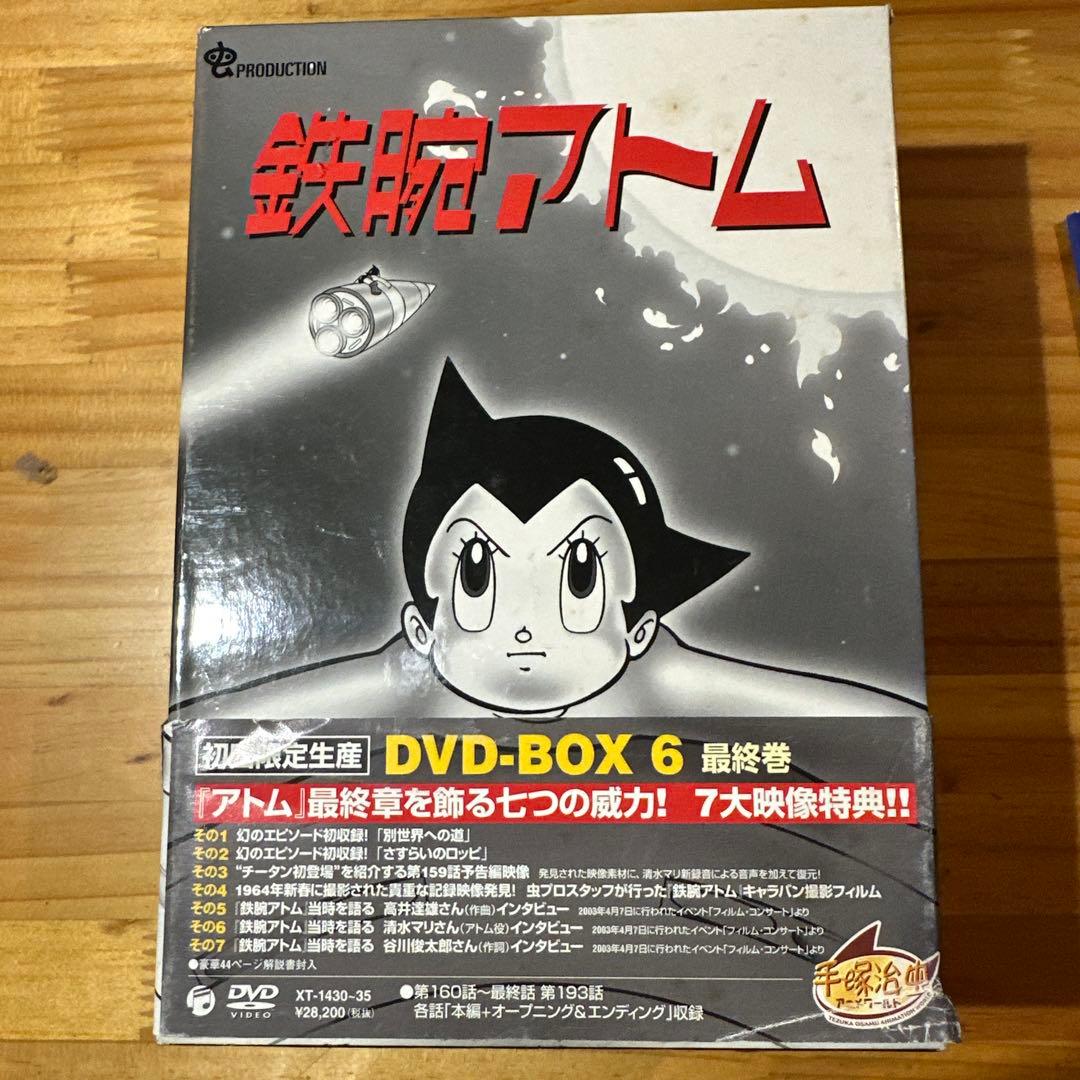 虫PRODUCTION
鉄腕アトム
初回限定生産 DVD-BOX 6 最終巻
『アトム』最終章を飾る七つの威力! 7大映像特典!!
その1 幻のエピソード初収録!「別世界への道」
その2 幻のエピソード初収録!「さすらいのロッピ」
その3 "チータン初登場"を紹介する第159話予告編映像 発見された映像素材に、清水マリ新録音による音声を加えて復元!
その4 1964年新春に撮影された貴重な記録映像発見! 虫プロスタッフが行った『鉄腕アトム』キャラバン撮影フィルム
その5 『鉄腕アトム』当時を語る 高井達雄さん(作曲)インタビュー 2003年4月7日に行われたイベント「フィルム・コンサート」より
その6 『鉄腕アトム』当時を語る 清水マリさん(アトム役)インタビュー 2003年4月7日に行われたイベント「フィルム・コンサート」より
その7 『鉄腕アトム』当時を語る 谷川俊太郎さん(作詞)インタビュー 2003年4月7日に行われたイベント「フィルム・コンサート」より
●豪華44ページ解説書封入
DVD VIDEO
XT-1430~35
¥28,200(税抜)
●第160話〜最終話 第193話
各話「本編+オープニング&エンディング」収録
手塚治虫
アニメワールド
TEZUKA OSAMU ANIMATION